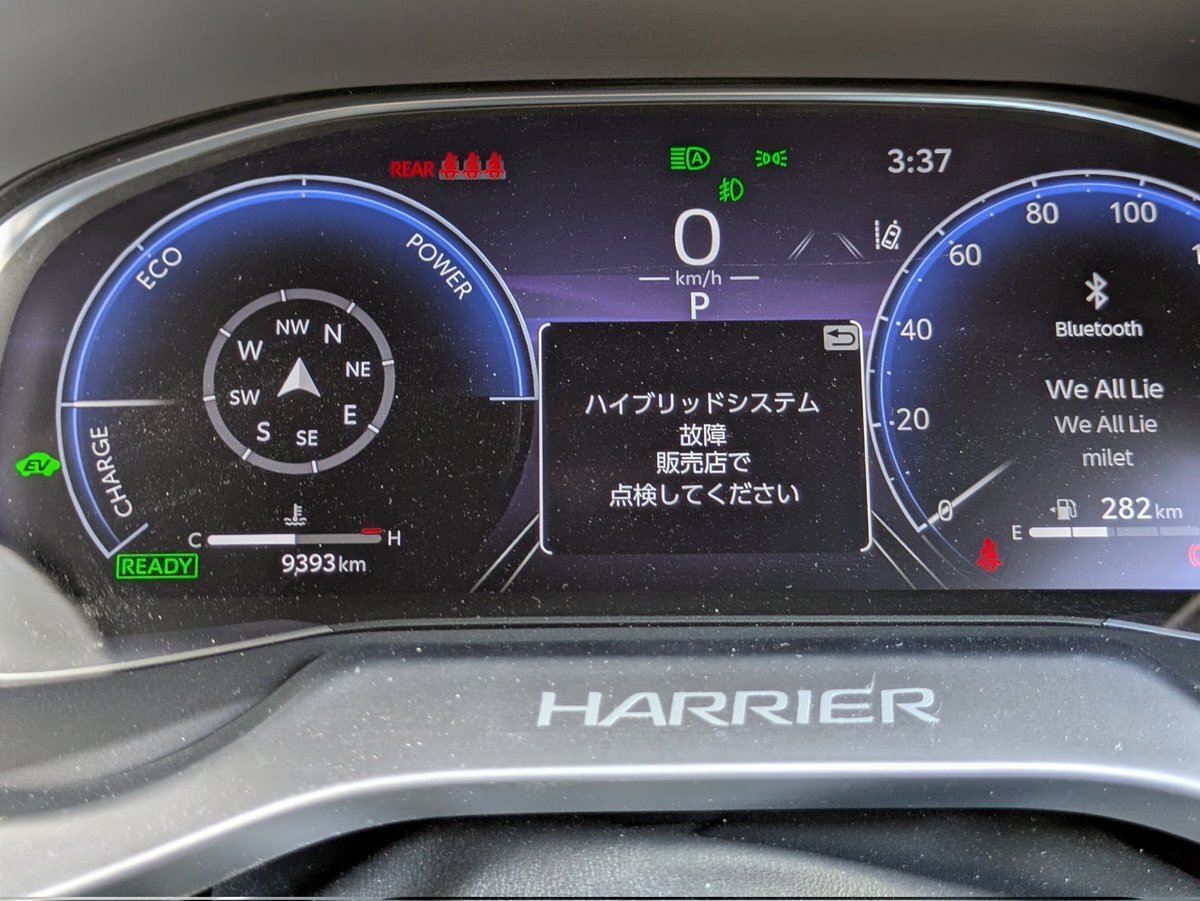 REAR
A
3:37
0
km/h
P
ECO
POWER
CHARGE
NW
N
W
NE
SW
E
S
SE
EV
C
H
READY
9393km
ハイブリッドシステム
故障
販売店で
点検してください
100
80
60
40
20
0
Bluetooth
We All Lie
We All Lie
milet
282km
E
HARRIER